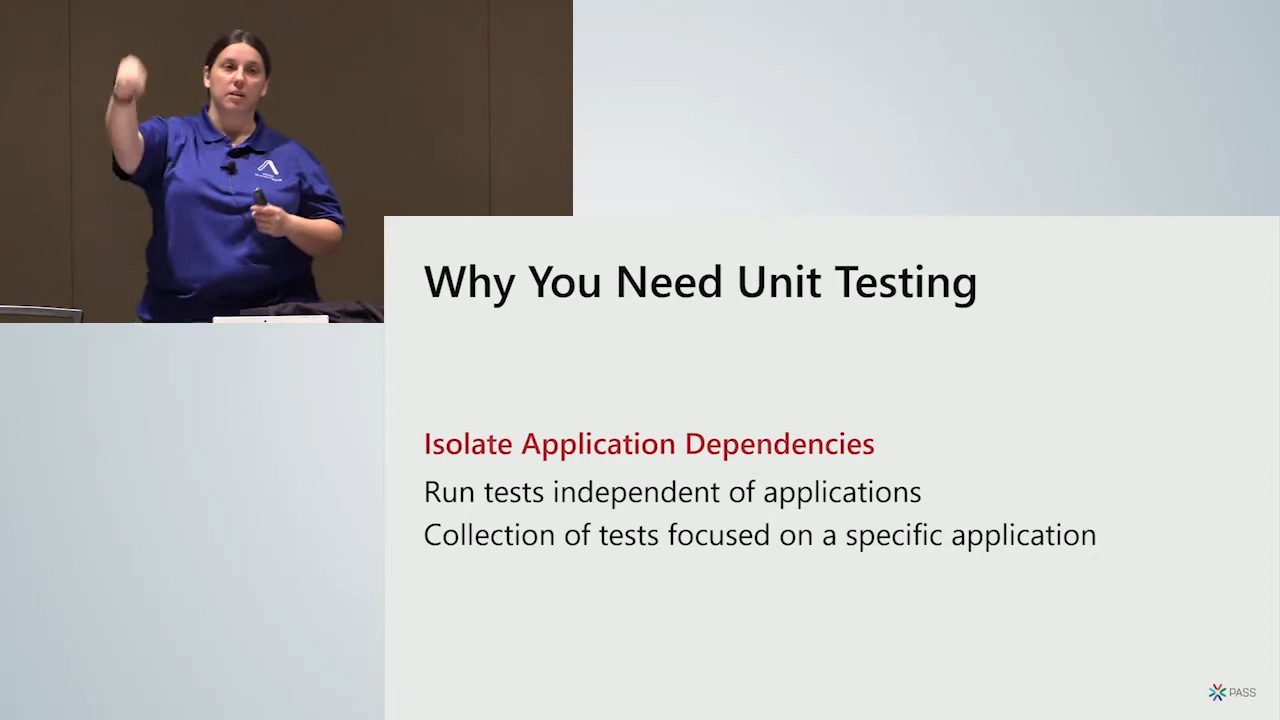 Why You Need Unit Testing
Isolate Application Dependencies
Run tests independent of applications
Collection of tests focused on a specific application
PASS